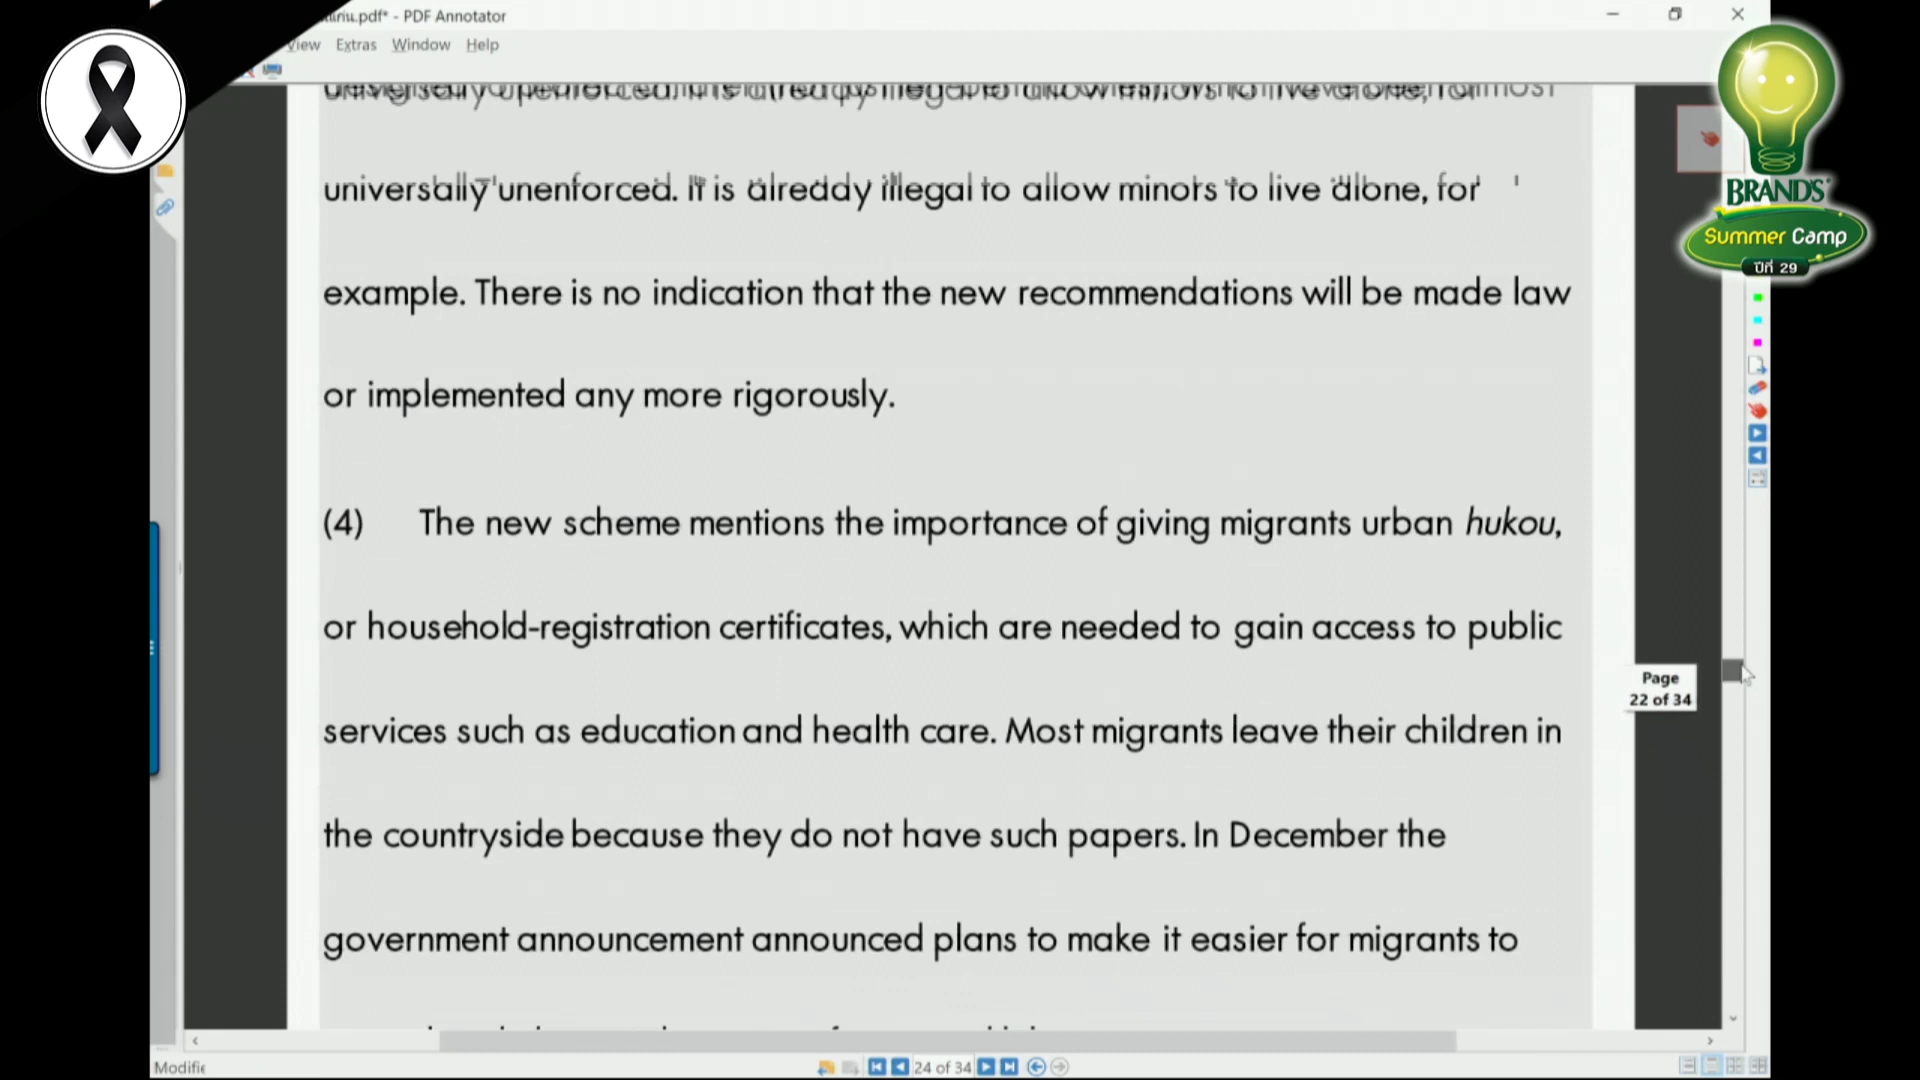 .pdf* - PDF Annotator
View Extras Window Help
universally unenforced. It is already illegal to allow minors to live alone, for
example. There is no indication that the new recommendations will be made law
or implemented any more rigorously.
(4) The new scheme mentions the importance of giving migrants urban hukou,
or household-registration certificates, which are needed to gain access to public
services such as education and health care. Most migrants leave their children in
the countryside because they do not have such papers. In December the
government announcement announced plans to make it easier for migrants to
BRAND'S
Summer Camp
ปีที่ 29
Page
22 of 34
Modifie
24 of 34